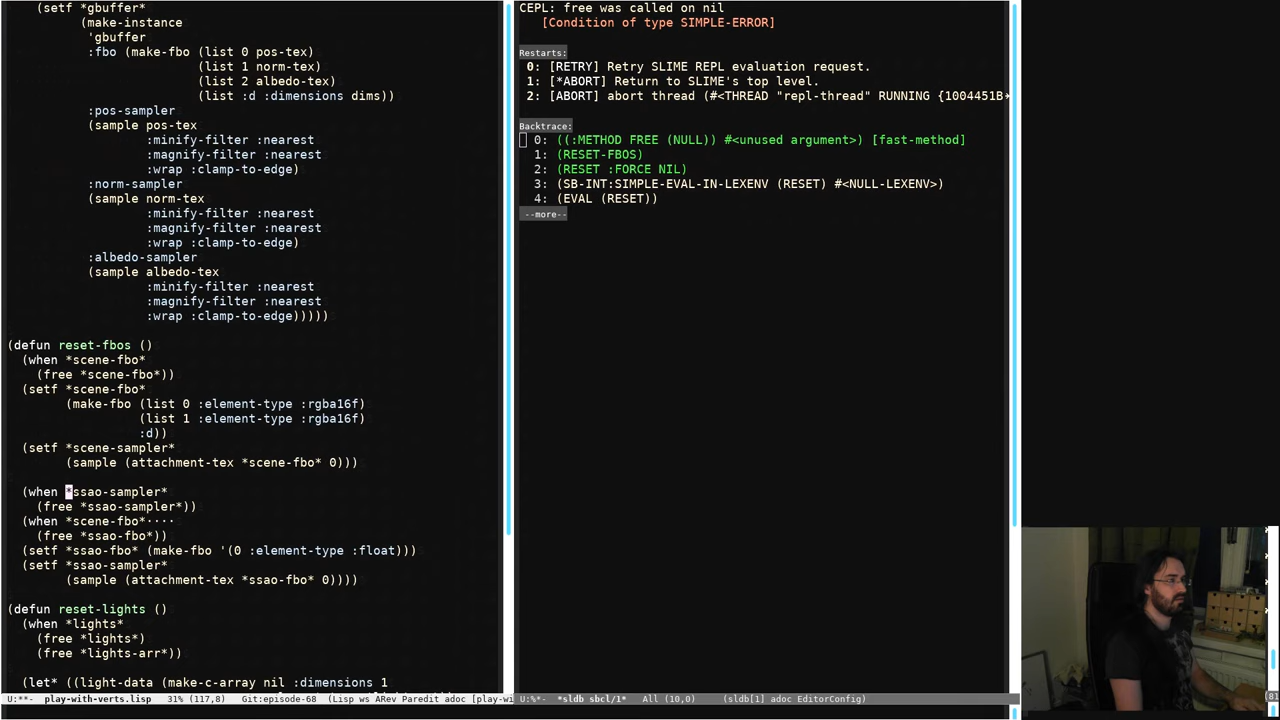 (setf *gbuffer*
(make-instance
'gbuffer
:fbo (make-fbo (list 0 pos-tex)
(list 1 norm-tex)
(list 2 albedo-tex)
(list :d :dimensions dims))
:pos-sampler
(sample pos-tex
:minify-filter :nearest
:magnify-filter :nearest
:wrap :clamp-to-edge)
:norm-sampler
(sample norm-tex
:minify-filter :nearest
:magnify-filter :nearest
:wrap :clamp-to-edge)
:albedo-sampler
(sample albedo-tex
:minify-filter :nearest
:magnify-filter :nearest
:wrap :clamp-to-edge)))))
(defun reset-fbos ()
(when *scene-fbo*
(free *scene-fbo*))
(setf *scene-fbo*
(make-fbo (list 0 :element-type :rgba16f)
(list 1 :element-type :rgba16f)
:d))
(setf *scene-sampler*
(sample (attachment-tex *scene-fbo* 0)))
(when *ssao-sampler*
(free *ssao-sampler*))
(when *scene-fbo*····
(free *ssao-fbo*))
(setf *ssao-fbo* (make-fbo '(0 :element-type :float)))
(setf *ssao-sampler*
(sample (attachment-tex *ssao-fbo* 0))))
(defun reset-lights ()
(when *lights*
(free *lights*)
(free *lights-arr*))
(let* ((light-data (make-c-array nil :dimensions 1
U:**-  play-with-verts.lisp   31% (117,8)   Git:episode-68  (Lisp ws ARev Paredit adoc [play-wi
CEPL: free was called on nil
[Condition of type SIMPLE-ERROR]
Restarts:
0: [RETRY] Retry SLIME REPL evaluation request.
1: [*ABORT] Return to SLIME's top level.
2: [ABORT] abort thread (#<THREAD "repl-thread" RUNNING {1004451B
Backtrace:
0: ((:METHOD FREE (NULL)) #<unused argument>) [fast-method]
1: (RESET-FBOS)
2: (RESET :FORCE NIL)
3: (SB-INT:SIMPLE-EVAL-IN-LEXENV (RESET) #<NULL-LEXENV>)
4: (EVAL (RESET))
--more--
U:%*-  *sldb sbcl/1*   All (10,0)     (sldb[1] adoc EditorConfig)
(81